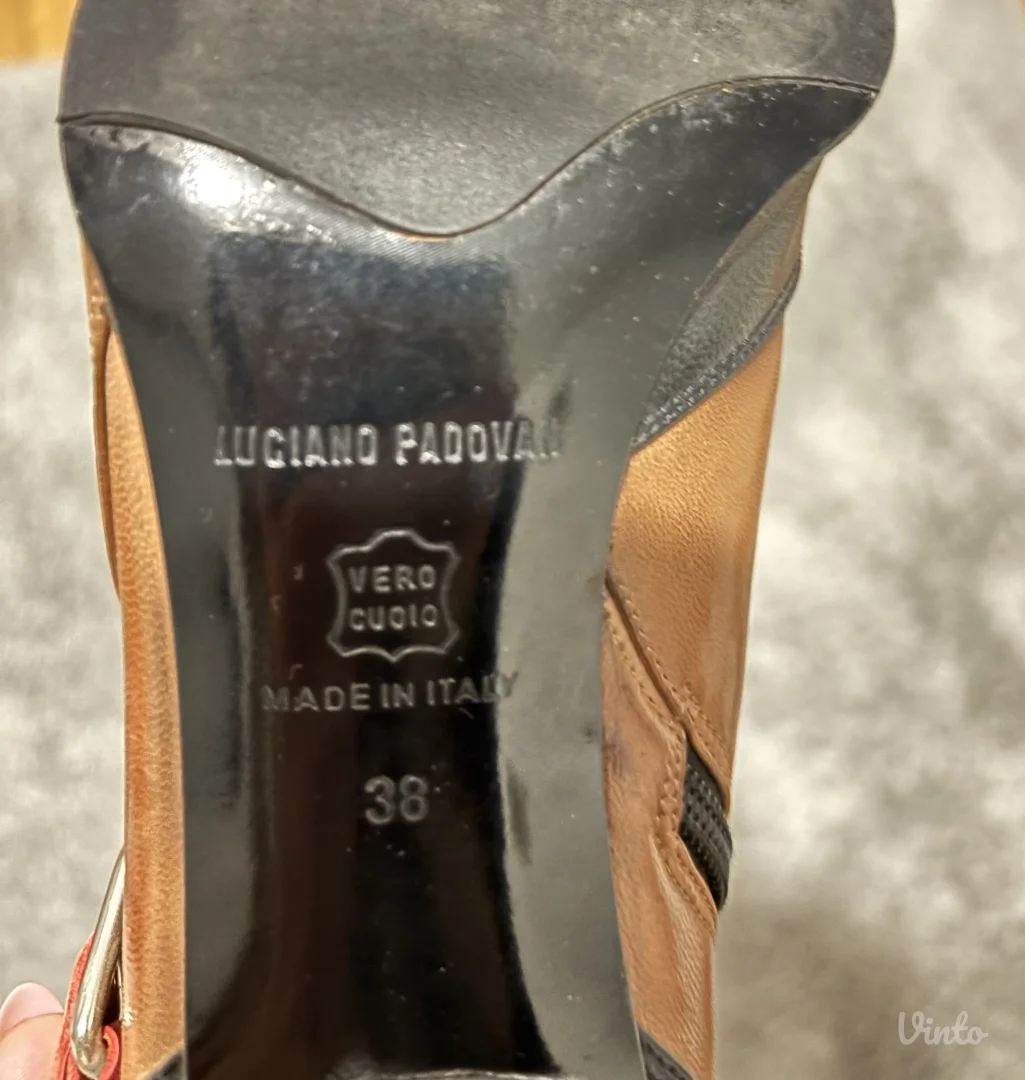 LUCIANO PADOVAN
VERO
CUOIO
MADE IN ITALY
38
Vinto